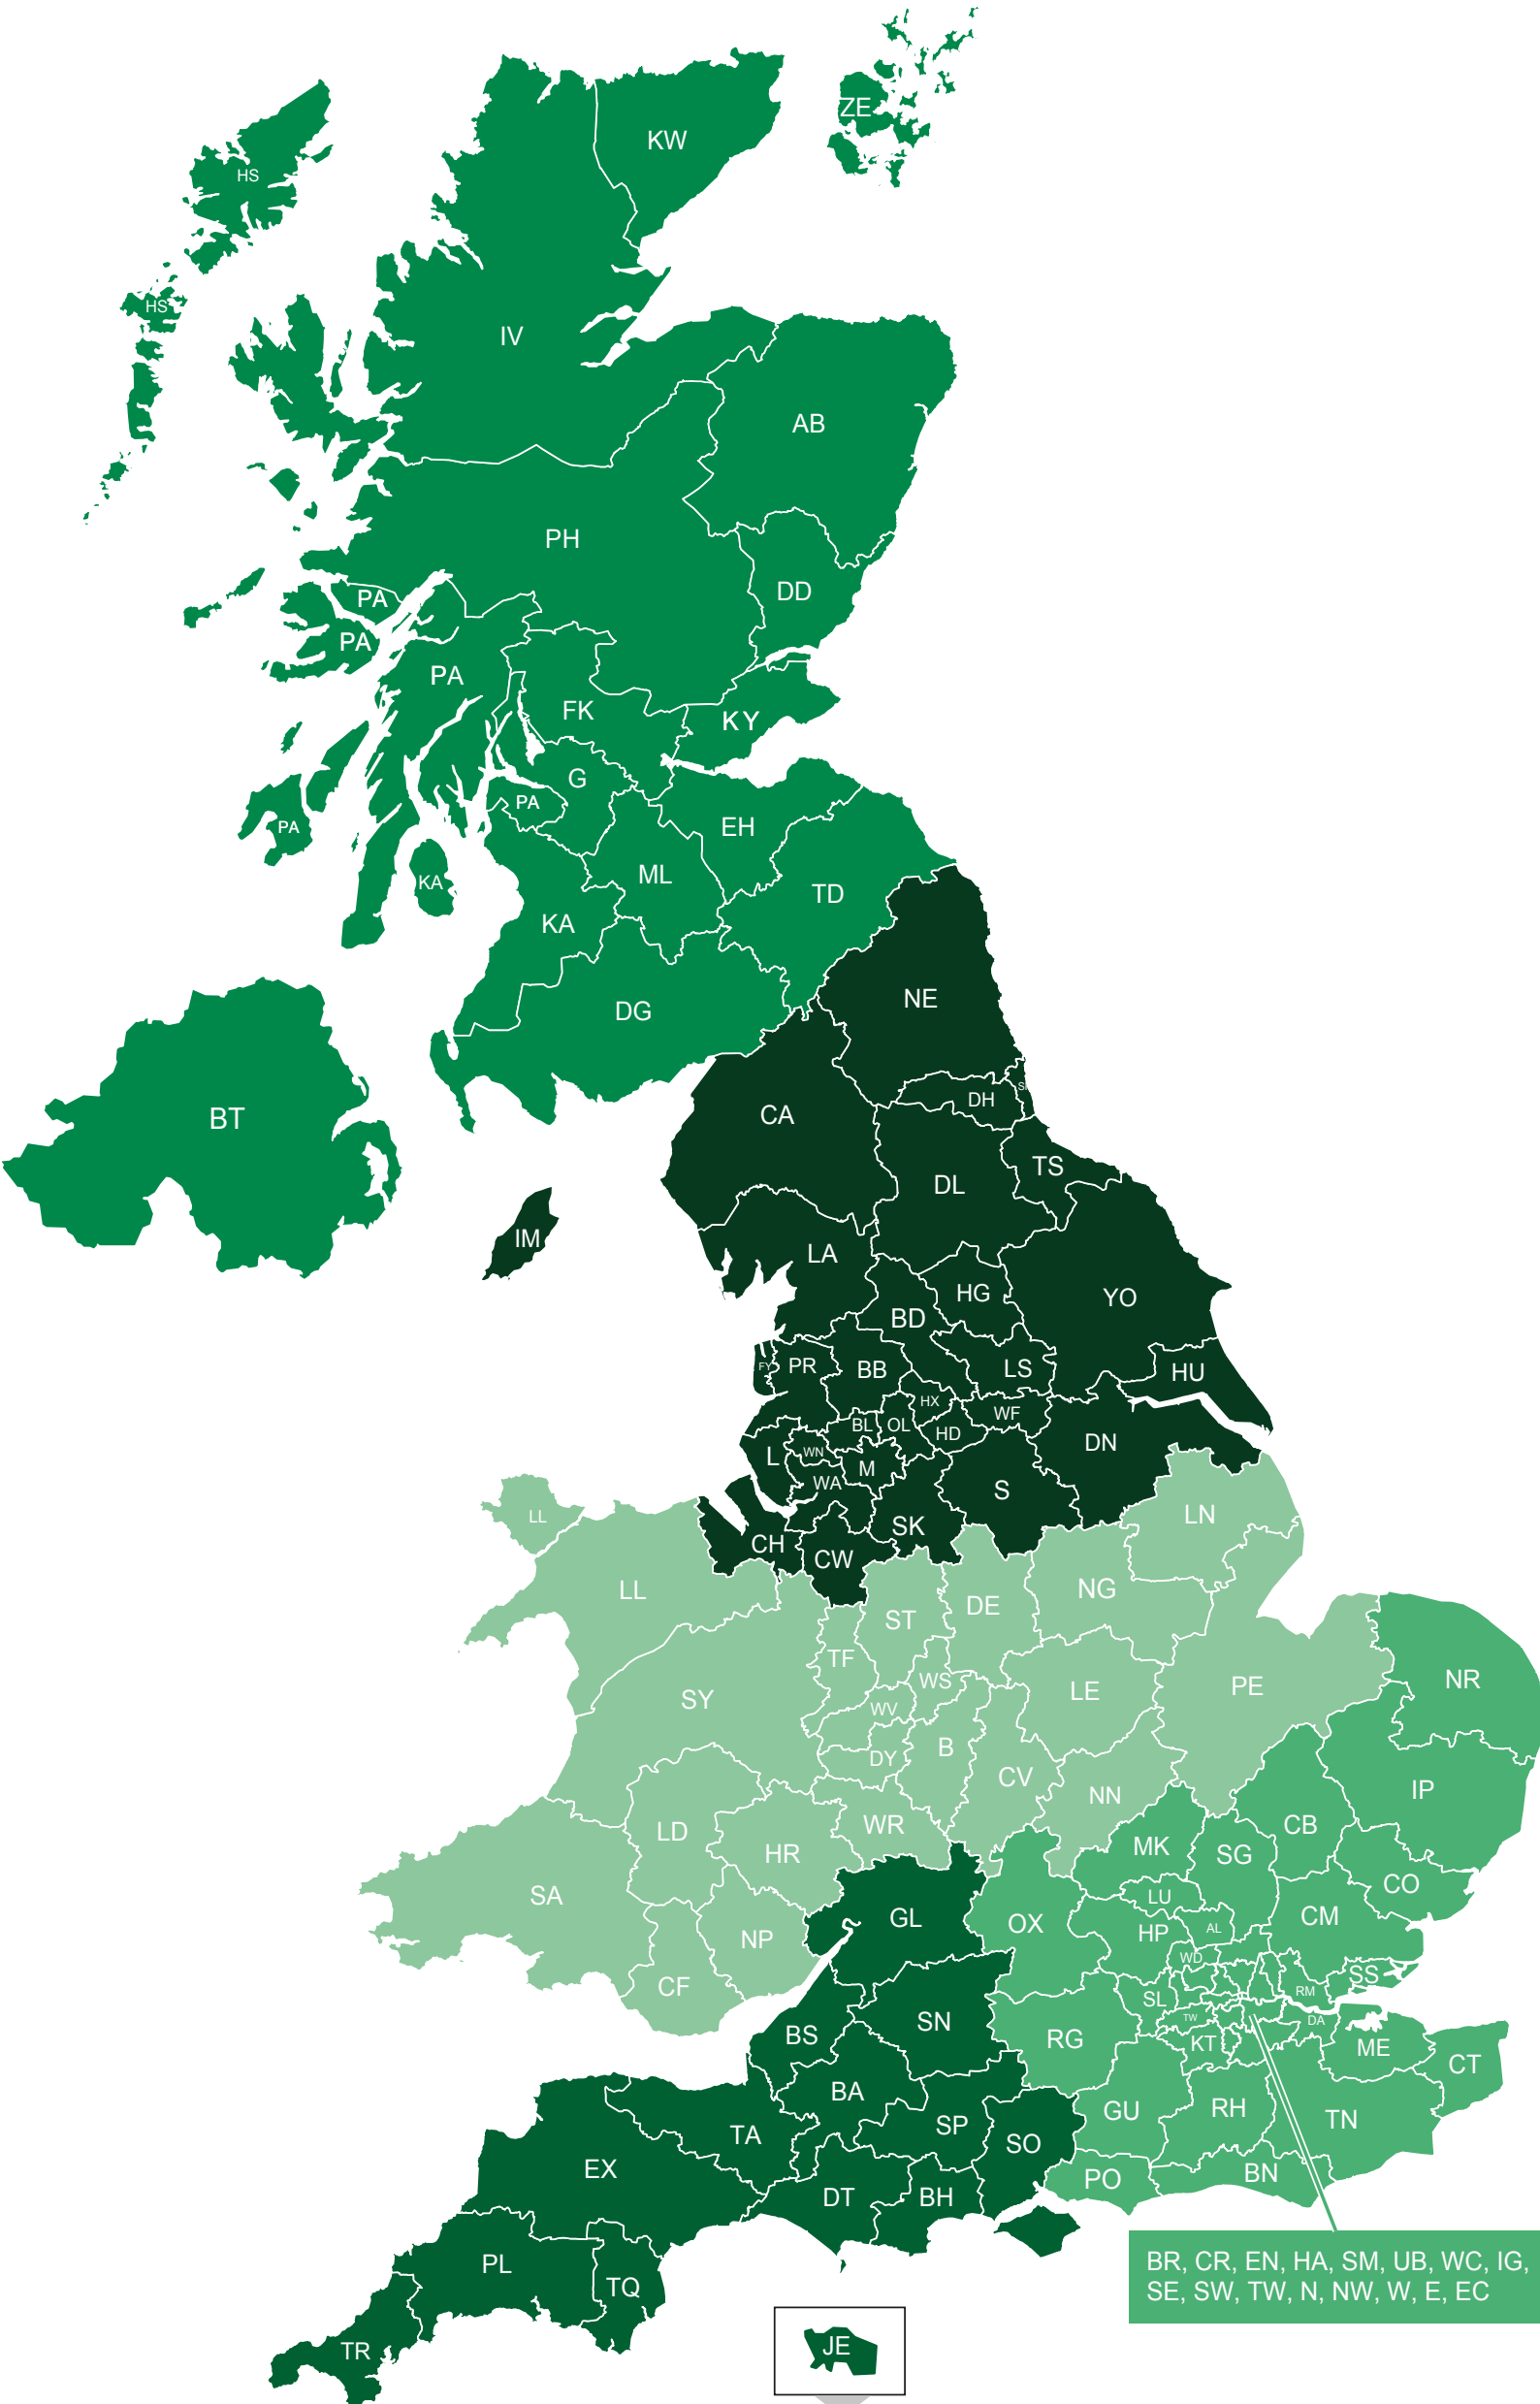 ZE
KW
HS
HS
IV
AB
PH
DD
PA
PA
PA
FK
KY
G
PA
PA
EH
ML
KA
TD
KA
NE
DG
DH
CA
BT
TS
DL
IM
LA
HG
YO
BD
FY
PR
BB
LS
HU
HX
WF
BL
OL
HD
DN
L
WN
M
WA
S
LN
LL
SK
CH
CW
LL
NG
DE
ST
TF
WS
LE
PE
NR
SY
WV
B
DY
CV
IP
NN
WR
CB
LD
HR
MK
SG
CO
SA
LU
GL
CM
OX
AL
HP
NP
WD
SS
CF
SL
RM
SN
TW
DA
BS
RG
KT
ME
CT
BA
GU
RH
TN
SP
TA
SO
EX
BN
PO
DT
BH
PL
TQ
BR, CR, EN, HA, SM, UB, WC, IG,
SE, SW, TW, N, NW, W, E, EC
JE
TR